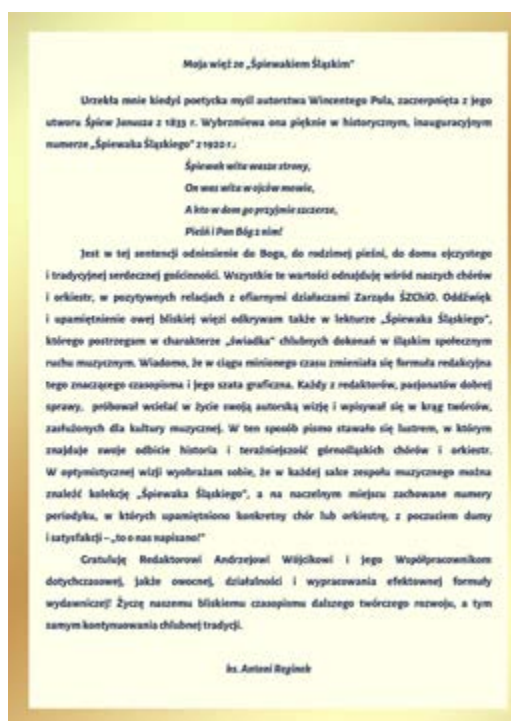 Moja więź ze „Śpiewakiem Śląskim”
Urzekła mnie kiedyś poetycka myśl autorstwa Wincentego Pola, zaczerpnięta z jego
utworu Śpiew Janusza z 1833 r. Wybrzmiewa ona pięknie w historycznym, inauguracyjnym
numerze „Śpiewaka Śląskiego” z 1920 r.:
Śpiewak wita wasze strony,
On was wita w ojców mowie,
A kto w dom go przyjmie szczerze,
Pieśń i Pan Bóg z nim!
Jest w tej sentencji odniesienie do Boga, do rodzimej pieśni, do domu ojczystego
i tradycyjnej serdecznej gościnności. Wszystkie te wartości odnajduję wśród naszych chórów
i orkiestr, w pozytywnych relacjach z ofiarnymi działaczami Zarządu ŚZChiO. Oddźwięk
i upamiętnienie owej bliskiej więzi odkrywam także w lekturze „Śpiewaka Śląskiego”,
którego postrzegam w charakterze „świadka” chlubnych dokonań w śląskim społecznym
ruchu muzycznym. Wiadomo, że w ciągu minionego czasu zmieniała się formuła redakcyjna
tego znaczącego czasopisma i jego szata graficzna. Każdy z redaktorów, pasjonatów dobrej
sprawy, próbował wcielać w życie swoją autorską wizję i wpisywał się w krąg twórców,
zasłużonych dla kultury muzycznej. W ten sposób pismo stawało się lustrem, w którym
znajduje swoje odbicie historia i teraźniejszość górnośląskich chórów i orkiestr.
W optymistycznej wizji wyobrażam sobie, że w każdej salce zespołu muzycznego można
znaleźć kolekcję „Śpiewaka Śląskiego”, a na naczelnym miejscu zachowane numery
periodyku, w których upamiętniono konkretny chór lub orkiestrę, z poczuciem dumy
i satysfakcji – „to o nas napisano!”
Gratuluję Redaktorowi Andrzejowi Wójcikowi i jego Współpracownikom
dotychczasowej, jakże owocnej, działalności i wypracowania efektownej formuły
wydawniczej! Życzę naszemu bliskiemu czasopismu dalszego twórczego rozwoju, a tym
samym kontynuowania chlubnej tradycji.
ks. Antoni Reginek